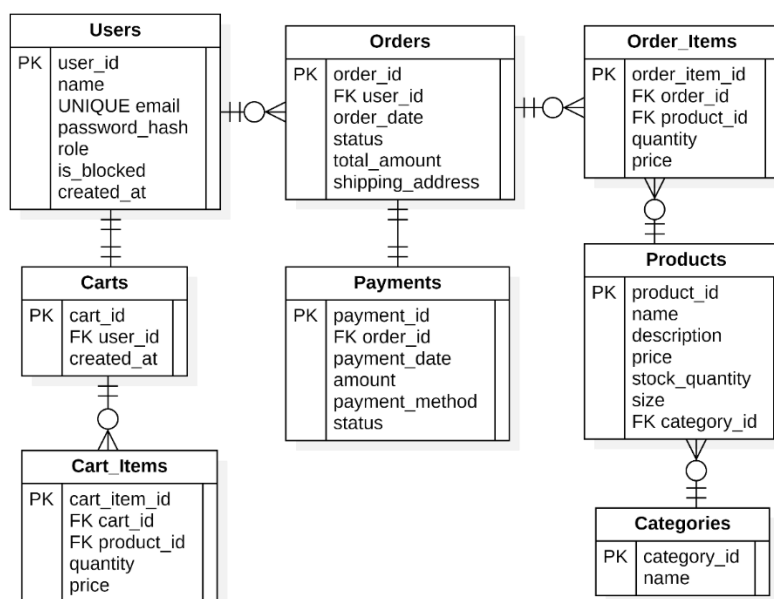 Users
PK user_id
name
UNIQUE email
password_hash
role
is_blocked
created_at
Orders
PK order_id
FK user_id
order_date
status
total_amount
shipping_address
Order_Items
PK order_item_id
FK order_id
FK product_id
quantity
price
Carts
PK cart_id
FK user_id
created_at
Payments
PK payment_id
FK order_id
payment_date
amount
payment_method
status
Products
PK product_id
name
description
price
stock_quantity
size
FK category_id
Cart_Items
PK cart_item_id
FK cart_id
FK product_id
quantity
price
Categories
PK category_id
name